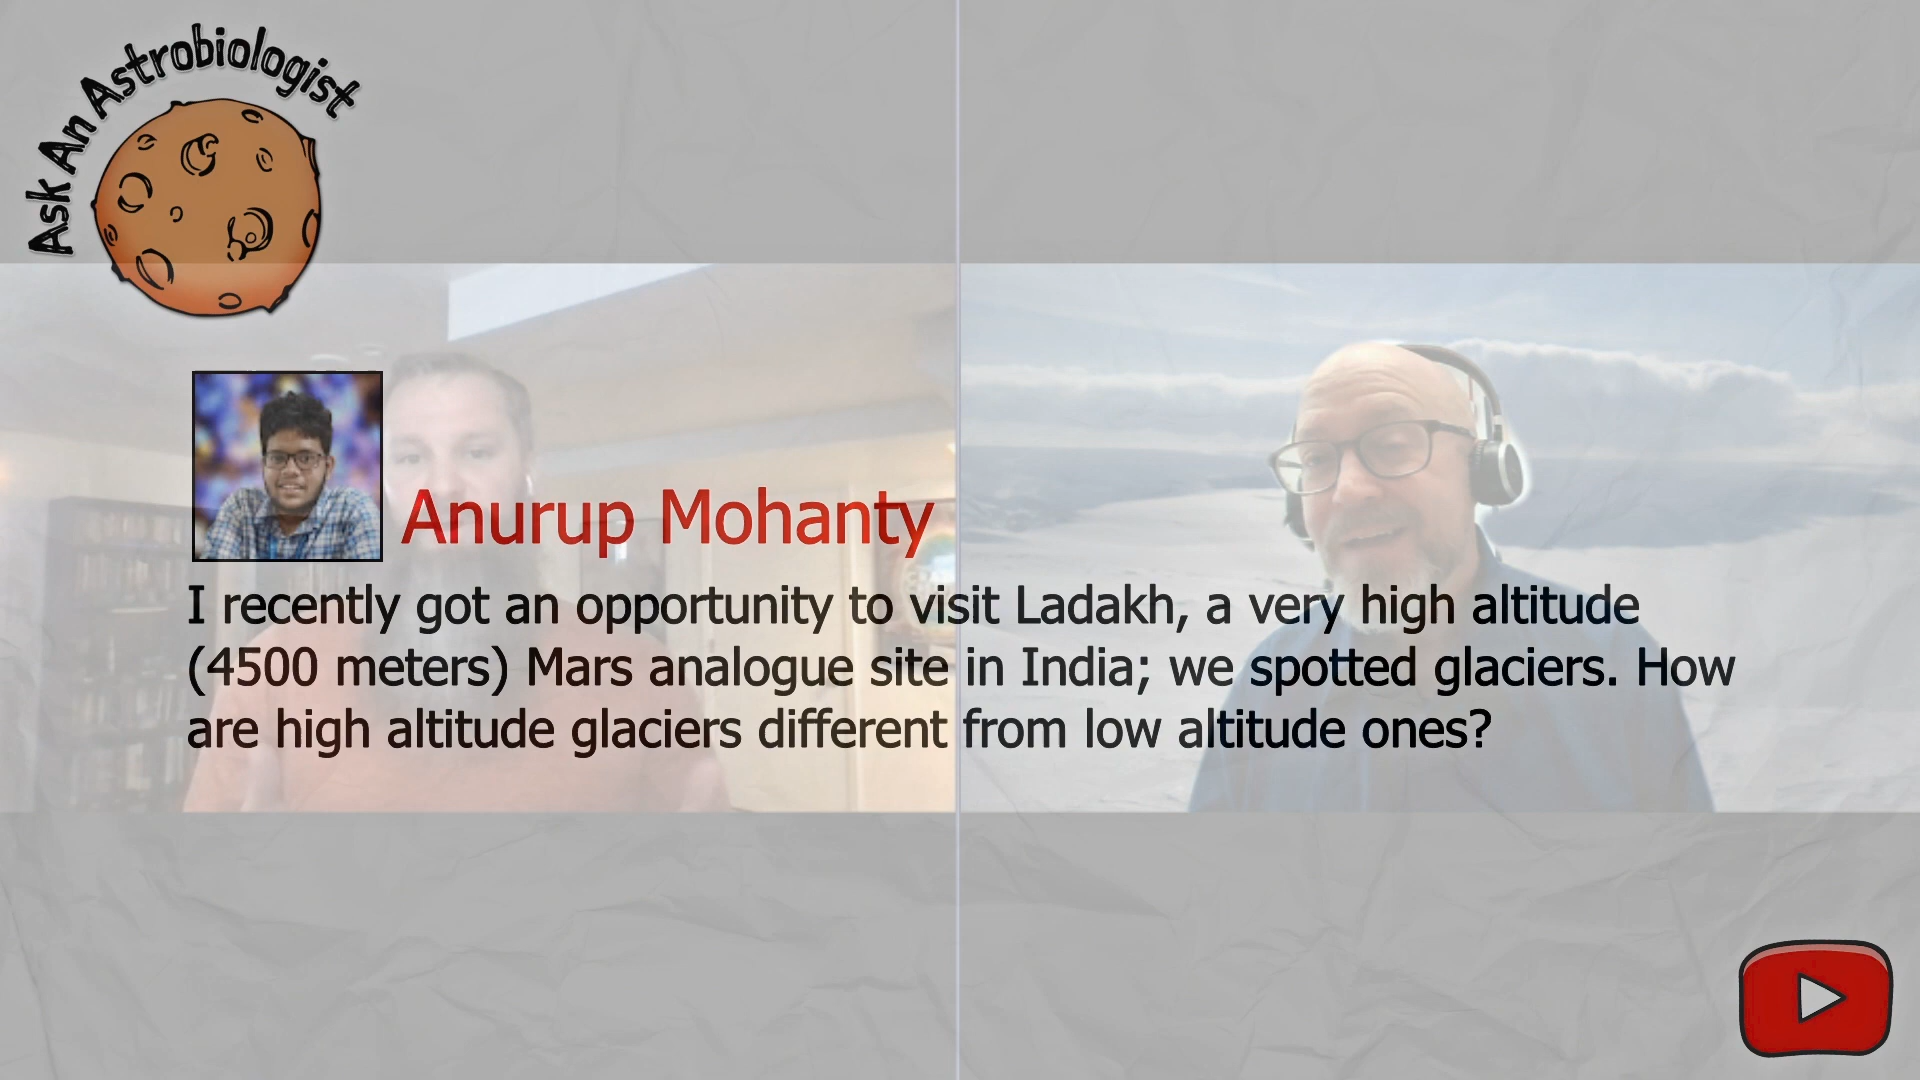 Ask An Astrobiologist
Anurup Mohanty
I recently got an opportunity to visit Ladakh, a very high altitude
(4500 meters) Mars analogue site in India; we spotted glaciers. How
are high altitude glaciers different from low altitude ones?